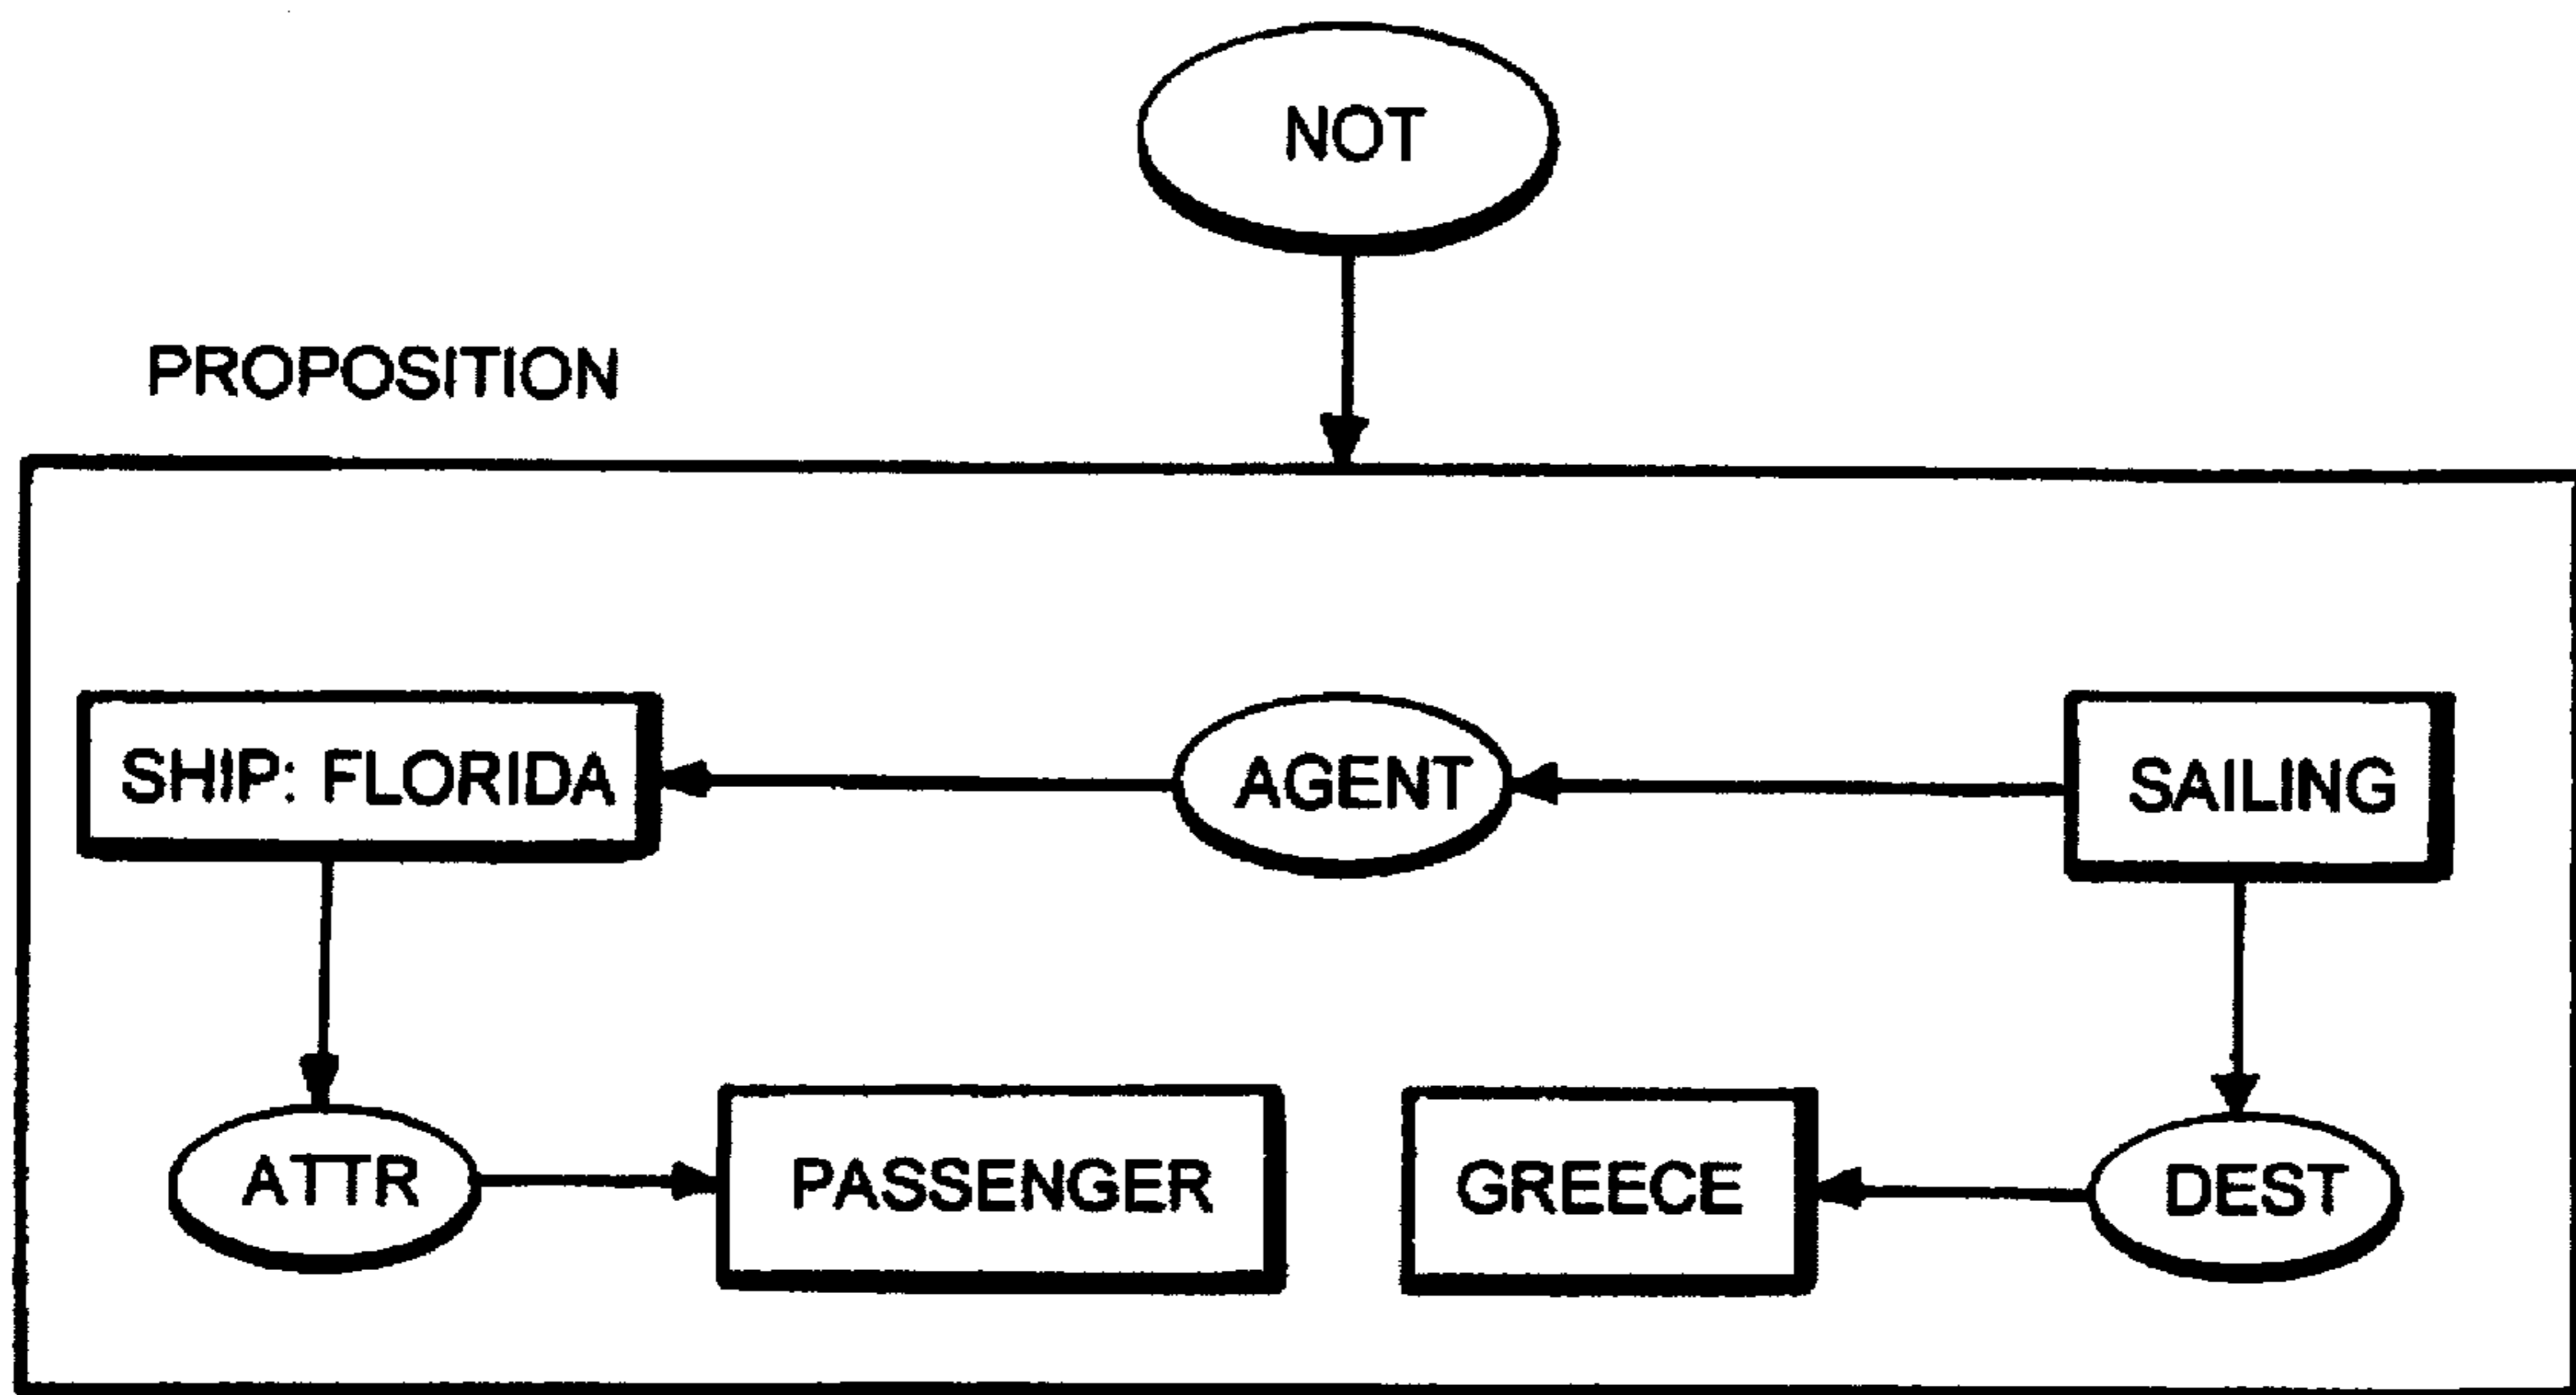 NOT
PROPOSITION
SHIP: FLORIDA
AGENT
SAILING
ATTR
PASSENGER
GREECE
DEST